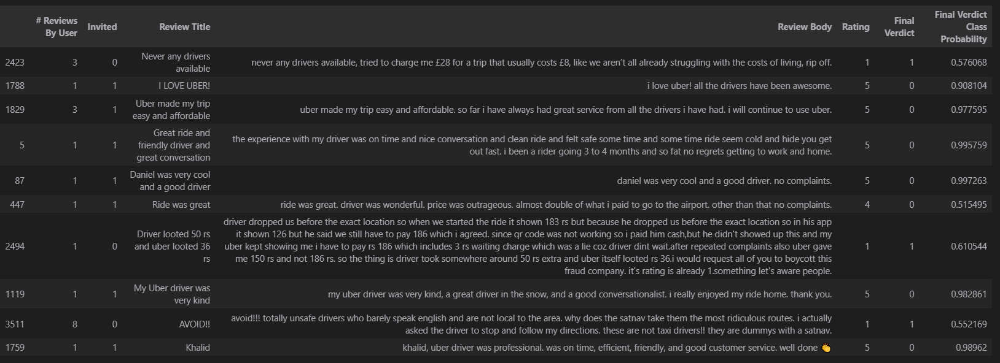 # Reviews By User Invited Review Title Review Body Rating Final Verdict Final Verdict Class Probability
2423 3 0 Never any drivers available never any drivers available, tried to charge me £28 for a trip that usually costs £8, like we aren't all already struggling with the costs of living, rip off. 1 1 0.576068
1788 1 1 I LOVE UBER! i love uber! all the drivers have been awesome. 5 0 0.908104
1829 3 1 Uber made my trip easy and affordable uber made my trip easy and affordable. so far i have always had great service from all the drivers i have had. i will continue to use uber. 5 0 0.977595
5 1 1 Great ride and friendly driver and great conversation the experience with my driver was on time and nice conversation and clean ride and felt safe some time and some time ride seem cold and hide you get out fast. i been a rider going 3 to 4 months and so fat no regrets getting to work and home. 5 0 0.995759
87 1 1 Daniel was very cool and a good driver daniel was very cool and a good driver. no complaints. 5 0 0.997263
447 1 1 Ride was great ride was great. driver was wonderful. price was outrageous. almost double of what i paid to go to the airport. other than that no complaints. 4 0 0.515495
2494 1 0 Driver looted 50 rs and uber looted 36 rs driver dropped us before the exact location so when we started the ride it shown 183 rs but because he dropped us before the exact location so in his app it shown 126 but he said we still have to pay 186 which i agreed. since qr code was not working so i paid him cash,but he didn't showed up this and my uber kept showing me i have to pay rs 186 which includes 3 rs waiting charge which was a lie coz driver dint wait.after repeated complaints also uber gave me 150 rs and not 186 rs. so the thing is driver took somewhere around 50 rs extra and uber itself looted rs 36.i would request all of you to boycott this fraud company. it's rating is already 1.something let's aware people. 1 1 0.610544
1119 1 1 My Uber driver was very kind my uber driver was very kind, a great driver in the snow, and a good conversationalist. i really enjoyed my ride home. thank you. 5 0 0.982861
3511 8 0 AVOID!! avoid!!! totally unsafe drivers who barely speak english and are not local to the area. why does the satnav take them the most ridiculous routes. i actually asked the driver to stop and follow my directions. these are not taxi drivers!! they are dummys with a satnav. 1 1 0.552169
1759 1 1 Khalid khalid, uber driver was professional. was on time, efficient, friendly, and good customer service. well done 👏 5 0 0.98962